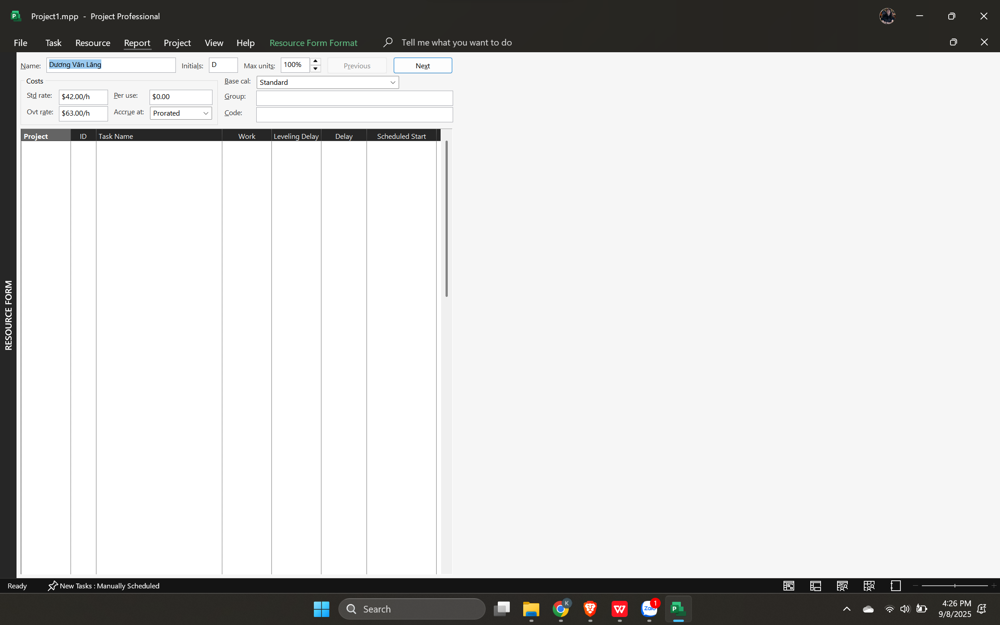 Project1.mpp - Project Professional
File Task Resource Report Project View Help Resource Form Format Tell me what you want to do
Name: Dương Văn Lăng Initials: D Max units: 100% Previous Next
Costs Base cal: Standard
Std rate: $42.00/h Per use: $0.00 Group:
Ovt rate: $63.00/h Accrue at: Prorated Code:
Project ID Task Name Work Leveling Delay Delay Scheduled Start
RESOURCE FORM
Ready New Tasks : Manually Scheduled
Search K Zalo 1 4:26 PM
9/8/2025